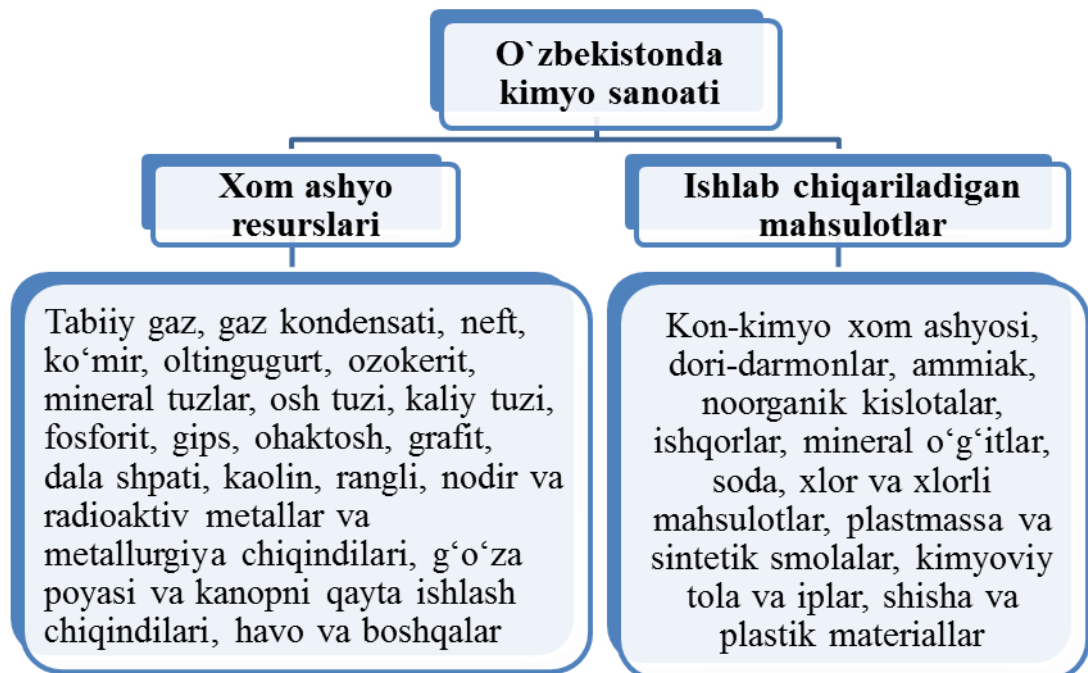 O`zbekistonda
kimyo sanoati
Xom ashyo
resurslari
Ishlab chiqariladigan
mahsulotlar
Tabiiy gaz, gaz kondensati, neft,
ko‘mir, oltingugurt, ozokerit,
mineral tuzlar, osh tuzi, kaliy tuzi,
fosforit, gips, ohaktosh, grafit,
dala shpati, kaolin, rangli, nodir va
radioaktiv metallar va
metallurgiya chiqindilari, g‘o‘za
poyasi va kanopni qayta ishlash
chiqindilari, havo va boshqalar
Kon-kimyo xom ashyosi,
dori-darmonlar, ammiak,
noorganik kislotalar,
ishqorlar, mineral o‘g‘itlar,
soda, xlor va xlorli
mahsulotlar, plastmassa va
sintetik smolalar, kimyoviy
tola va iplar, shisha va
plastik materiallar